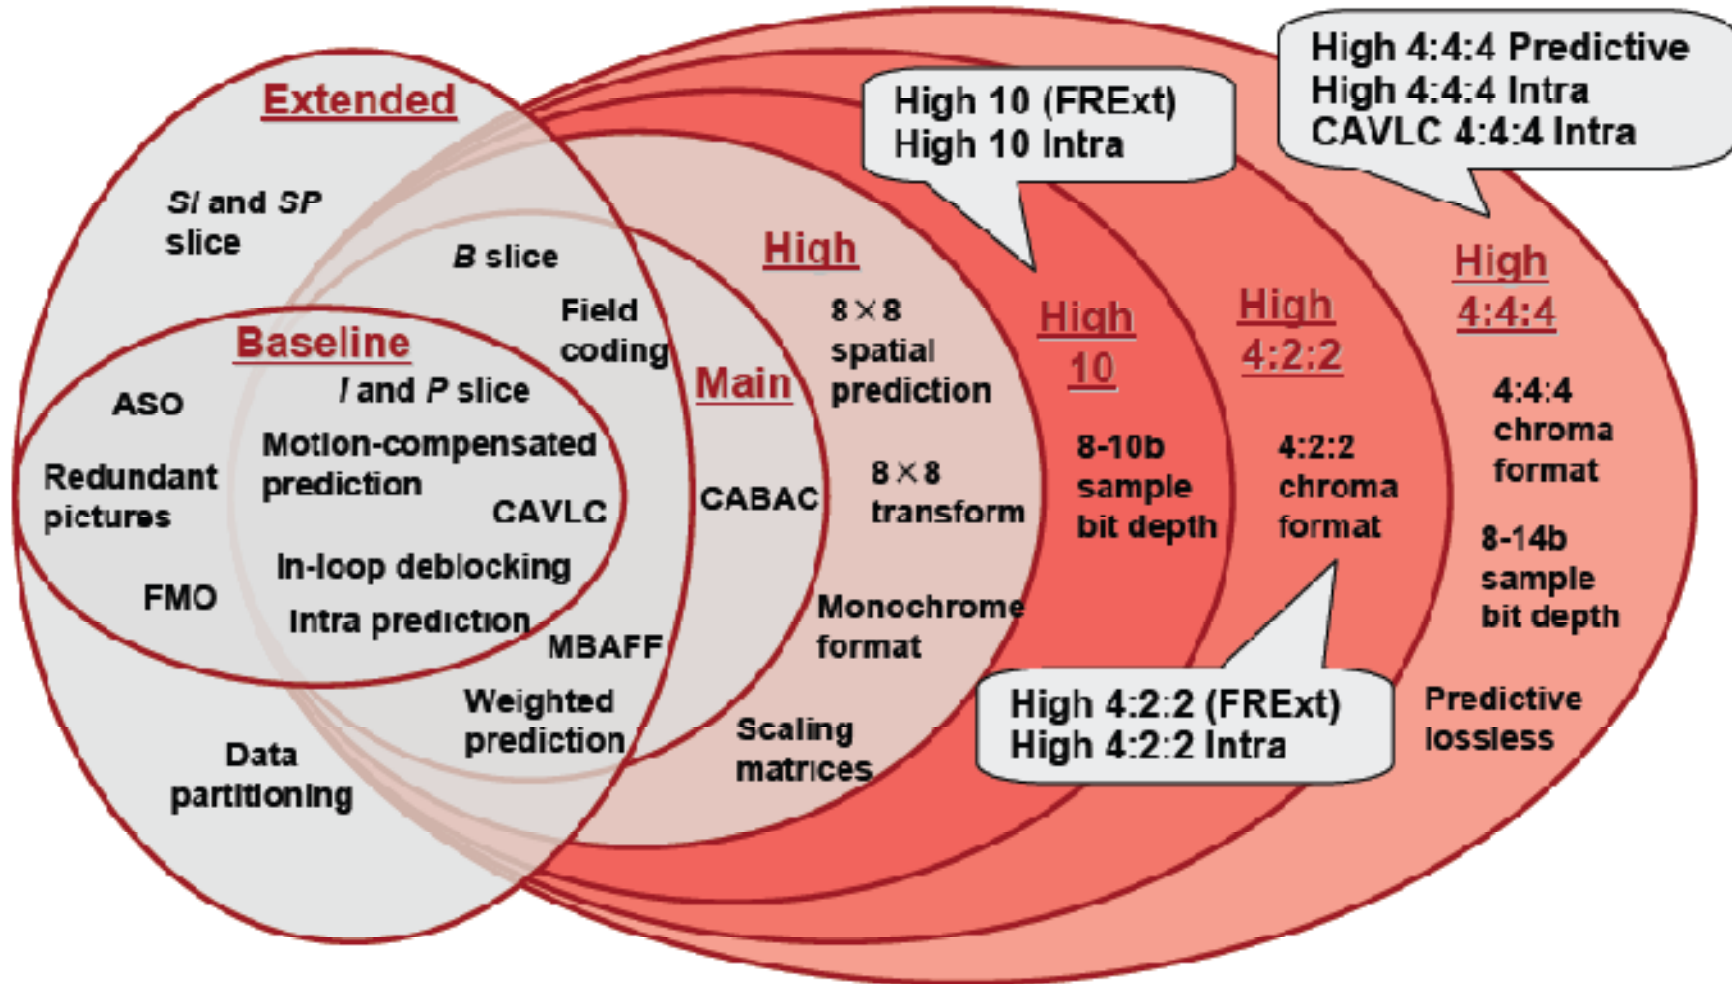 Extended
SI and SP
slice
B slice
Field
coding
Baseline
I and P slice
ASO
Motion-compensated
prediction
Redundant
pictures
CAVLC
In-loop deblocking
FMO
Intra prediction
MBAFF
Weighted
prediction
Data
partitioning
Main
CABAC
High
8×8
spatial
prediction
8×8
transform
Monochrome
format
Scaling
matrices
High 10 (FRExt)
High 10 Intra
High
10
8-10b
sample
bit depth
High
4:2:2
4:2:2
chroma
format
High 4:2:2 (FRExt)
High 4:2:2 Intra
High 4:4:4 Predictive
High 4:4:4 Intra
CAVLC 4:4:4 Intra
High
4:4:4
4:4:4
chroma
format
8-14b
sample
bit depth
Predictive
lossless